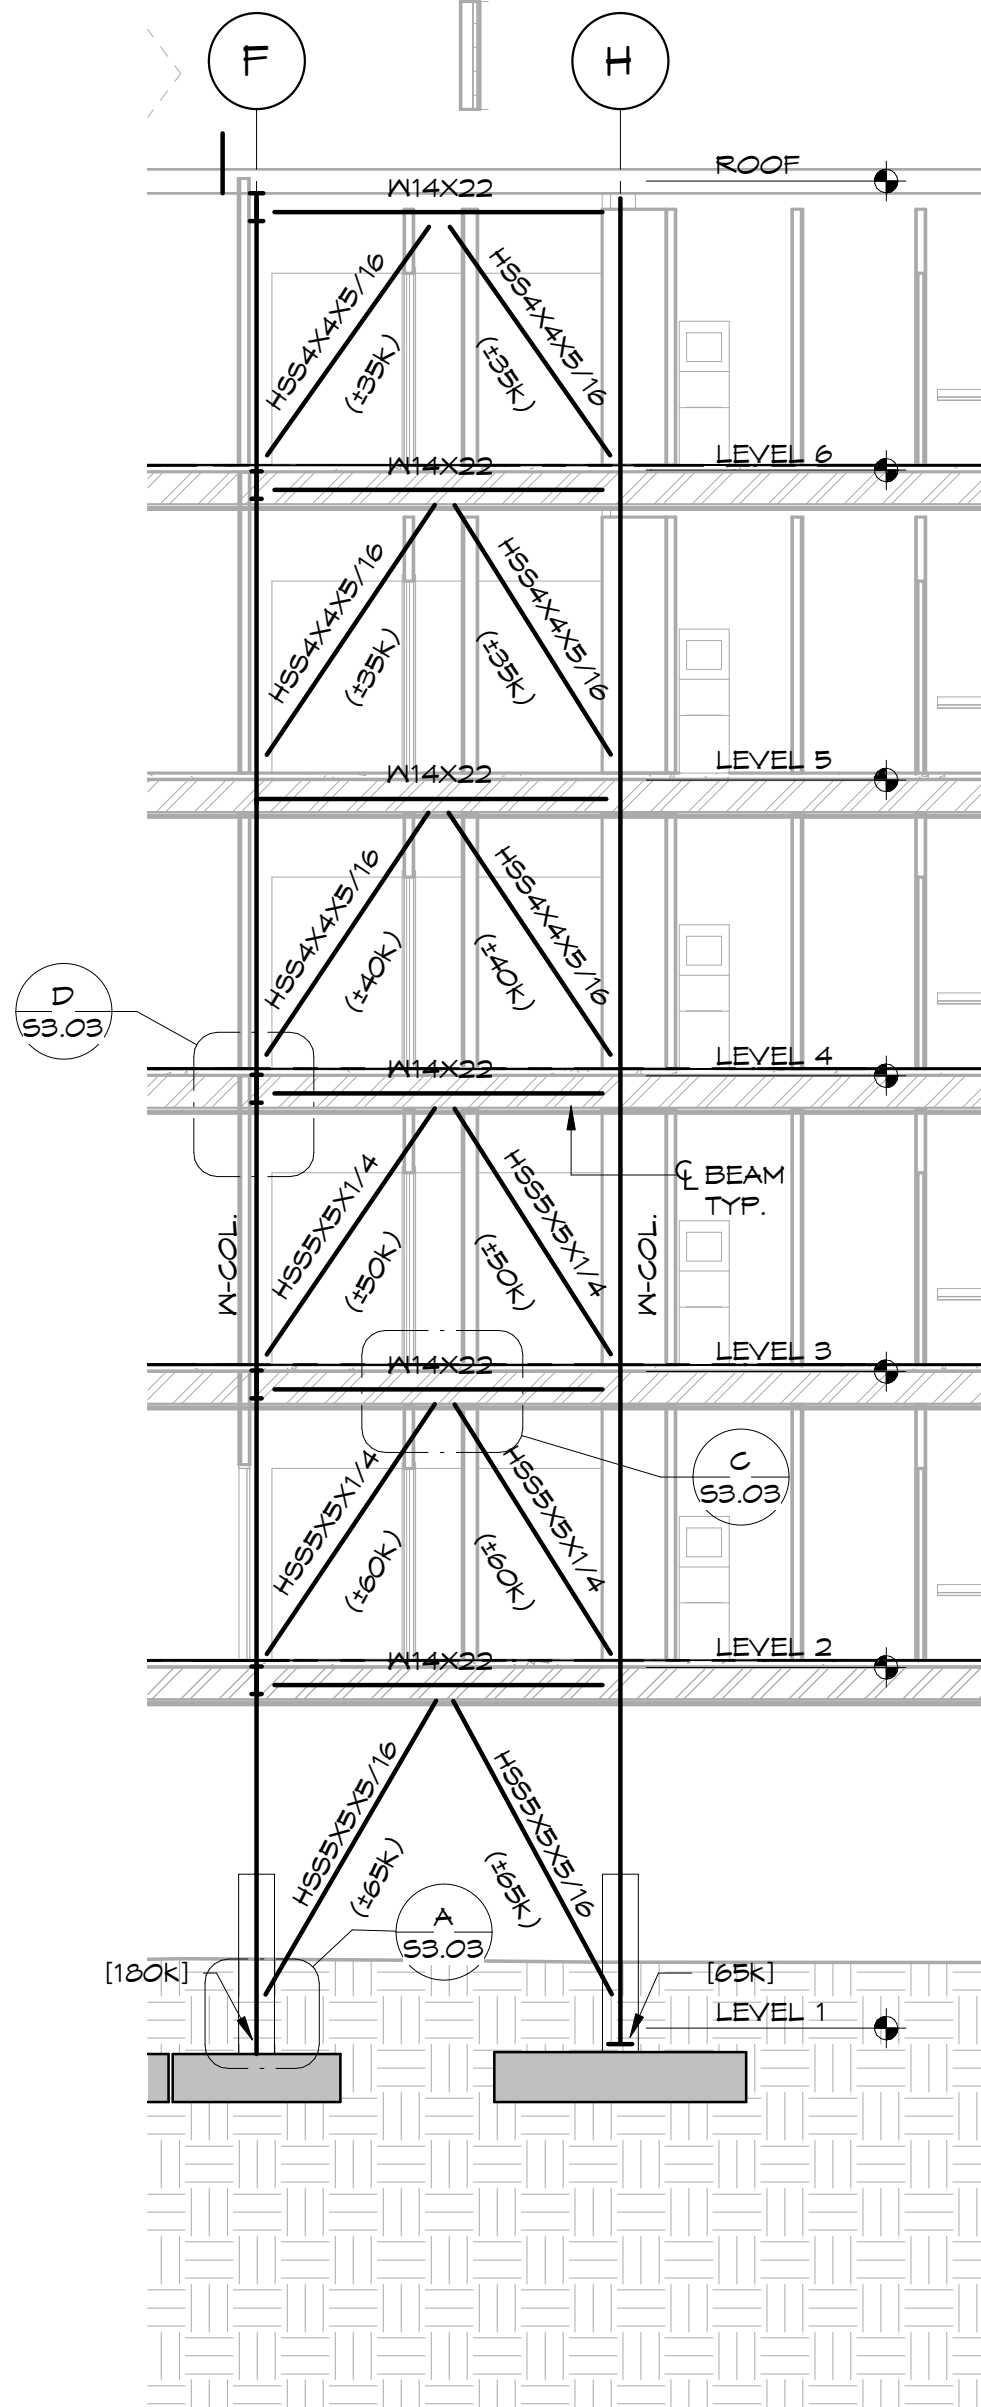 F
H
ROOF
W14X22
HSS4X4X5/16
HSS4X4X5/16
(±35K)
(±35K)
LEVEL 6
W14X22
HSS4X4X5/16
HSS4X4X5/16
(±35K)
(±35K)
LEVEL 5
W14X22
HSS4X4X5/16
HSS4X4X5/16
(±40K)
(±40K)
D
S3.03
LEVEL 4
W14X22
℄ BEAM
TYP.
HSS5X5X1/4
HSS5X5X1/4
(±50K)
(±50K)
W-COL.
W-COL.
LEVEL 3
W14X22
C
S3.03
HSS5X5X1/4
HSS5X5X1/4
(±60K)
(±60K)
LEVEL 2
W14X22
HSS5X5X5/16
HSS5X5X5/16
(±65K)
(±65K)
A
S3.03
[180K]
[65K]
LEVEL 1